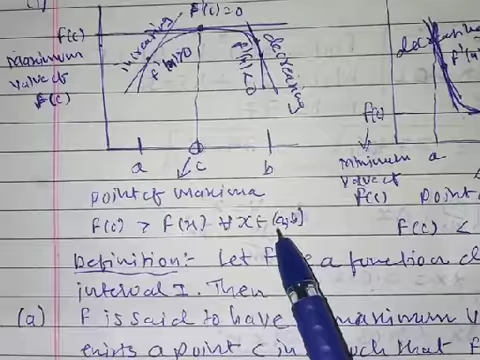 f'(c)=0
f(c)
increasing
f'(x)>0
f'(x)<0
decreasing
maximum
value of
f(c)
a
c
b
point of maxima
f(c) > f(x) ∀ x ∈
Definition:- Let f a function
interval I. Then
(a) f is said to have maximum
exists a point c in such that f
f(c)
minimum
value of
f(c)
a
f(c) <